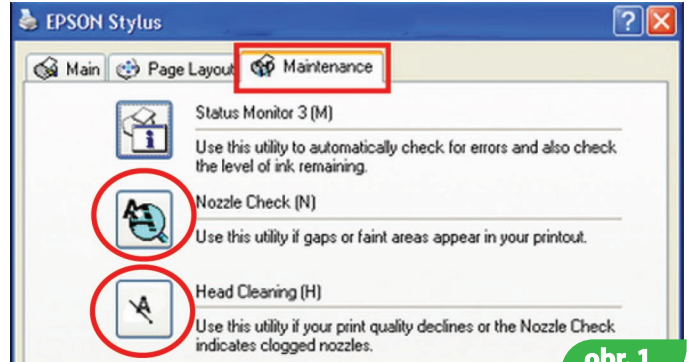 EPSON Stylus
Main Page Layout Maintenance
Status Monitor 3 (M)
Use this utility to automatically check for errors and also check
the level of ink remaining.
Nozzle Check (N)
Use this utility if gaps or faint areas appear in your printout.
Head Cleaning (H)
Use this utility if your print quality declines or the Nozzle Check
indicates clogged nozzles.
obr. 1